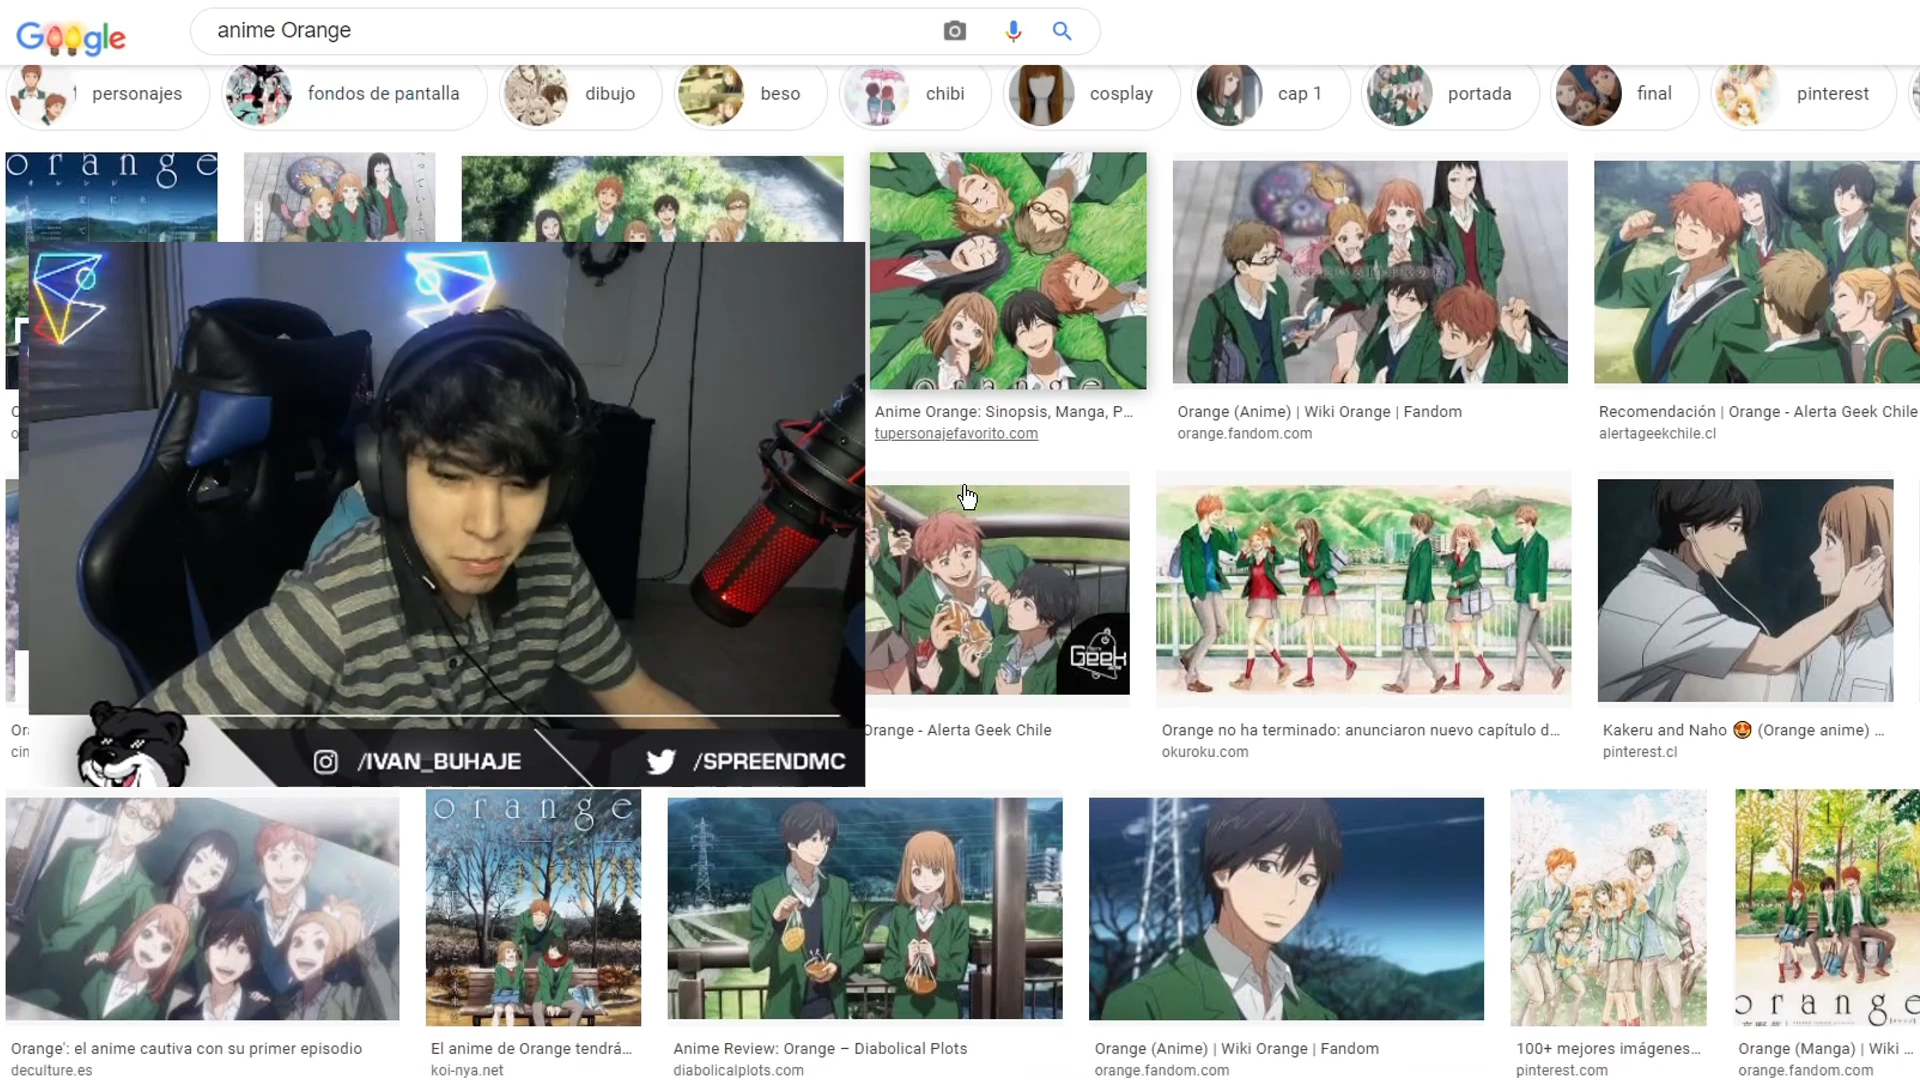 Google
anime Orange
personajes
fondos de pantalla
dibujo
beso
chibi
cosplay
cap 1
portada
final
pinterest
orange
orange
Anime Orange: Sinopsis, Manga, P...
tupersonajefavorito.com
Orange (Anime) | Wiki Orange | Fandom
orange.fandom.com
Recomendación | Orange - Alerta Geek Chile
alertageekchile.cl
Geek
Orange - Alerta Geek Chile
Orange no ha terminado: anunciaron nuevo capítulo d...
okuroku.com
Kakeru and Naho 🤩 (Orange anime) ...
pinterest.cl
/IVAN_BUHAJE
/SPREENDMC
orange
1
orange
Orange': el anime cautiva con su primer episodio
deculture.es
El anime de Orange tendrá...
koi-nya.net
Anime Review: Orange – Diabolical Plots
diabolicalplots.com
Orange (Anime) | Wiki Orange | Fandom
orange.fandom.com
100+ mejores imágenes...
pinterest.com
Orange (Manga) | Wiki ...
orange.fandom.com